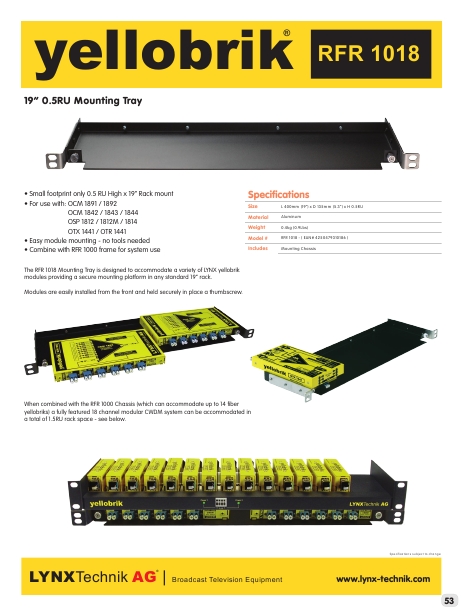 yellobrik®
RFR 1018
19" 0.5RU Mounting Tray
• Small footprint only 0.5 RU High x 19" Rack mount
• For use with: OCM 1891 / 1892
OCM 1842 / 1843 / 1844
OSP 1812 / 1812M / 1814
OTX 1441 / OTR 1441
• Easy module mounting - no tools needed
• Combine with RFR 1000 frame for system use
Specifications
Material Aluminum
Weight
Model #
Includes Mounting Chassis
Size
The RFR 1018 Mounting Tray is designed to accommodate a variety of LYNX yellobrik
modules providing a secure mounting platform in any standard 19" rack.
Modules are easily installed from the front and held securely in place a thumbscrew.
When combined with the RFR 1000 Chassis (which can accommodate up to 14 fiber
yellobriks) a fully featured 18 channel modular CWDM system can be accommodated in
a total of 1.5RU rack space - see below.
yellobrik
LYNXTechnik AG
LYNXTechnik AG
Broadcast Television Equipment
www.lynx-technik.com
53